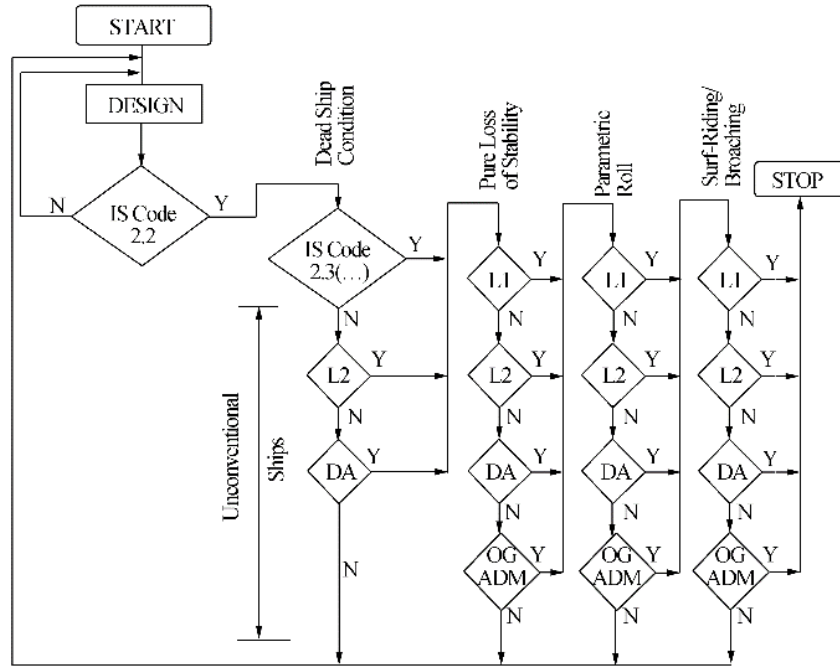 START
DESIGN
IS Code
2.2
N
Y
Dead Ship
Condition
IS Code
2.3(...)
Y
N
L2
Y
N
DA
Y
N
Unconventional
Ships
Pure Loss
of Stability
L1
Y
N
L2
Y
N
DA
Y
N
OG
ADM
Y
N
Parametric
Roll
L1
Y
N
L2
Y
N
DA
Y
N
OG
ADM
Y
N
Surf-Riding/
Broaching
L1
Y
N
L2
Y
N
DA
Y
N
OG
ADM
Y
N
STOP